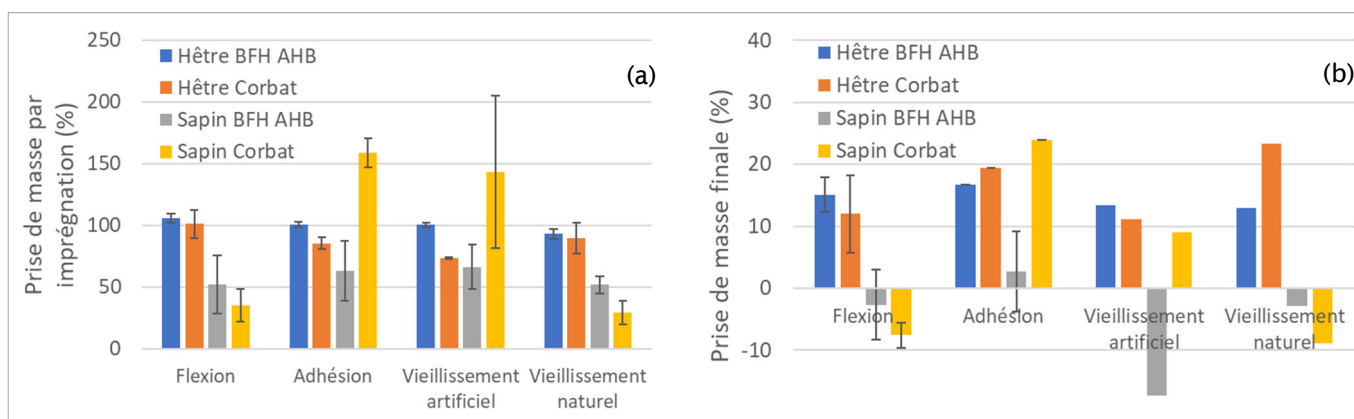 250
200
150
100
50
0
Prise de masse par
imprégnation (%)
Hêtre BFH AHB
Hêtre Corbat
Sapin BFH AHB
Sapin Corbat
(a)
Flexion
Adhésion
Vieillissement
artificiel
Vieillissement
naturel
40
30
20
10
0
-10
Prise de masse finale (%)
Hêtre BFH AHB
Hêtre Corbat
Sapin BFH AHB
Sapin Corbat
(b)
Flexion
Adhésion
Vieillissement
artificiel
Vieillissement
naturel